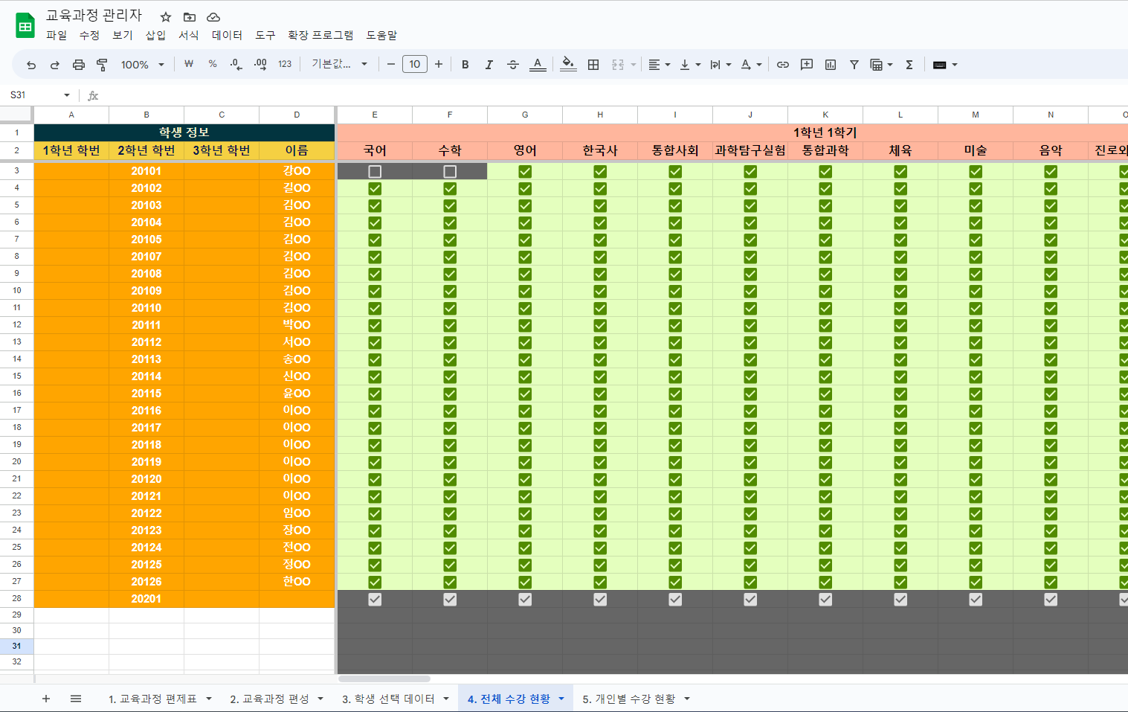 교육과정 관리자
파일 수정 보기 삽입 서식 데이터 도구 확장 프로그램 도움말
100% ₩ % .0 .00 123 기본값... 10 B I A A Σ
S31 fx
A B C D E F G H I J K L M N O
1 학생 정보 1학년 1학기
2 1학년 학번 2학년 학번 3학년 학번 이름 국어 수학 영어 한국사 통합사회 과학탐구실험 통합과학 체육 미술 음악 진로와
3 20101 강OO
4 20102 길OO
5 20103 김OO
6 20104 김OO
7 20105 김OO
8 20107 김OO
9 20108 김OO
10 20109 김OO
11 20110 김OO
12 20111 박OO
13 20112 서OO
14 20113 송OO
15 20114 신OO
16 20115 윤OO
17 20116 이OO
18 20117 이OO
19 20118 이OO
20 20119 이OO
21 20120 이OO
22 20121 이OO
23 20122 임OO
24 20123 장OO
25 20124 전OO
26 20125 정OO
27 20126 현OO
28 20201
29
30
31
32
1. 교육과정 편제표 2. 교육과정 편성 3. 학생 선택 데이터 4. 전체 수강 현황 5. 개인별 수강 현황